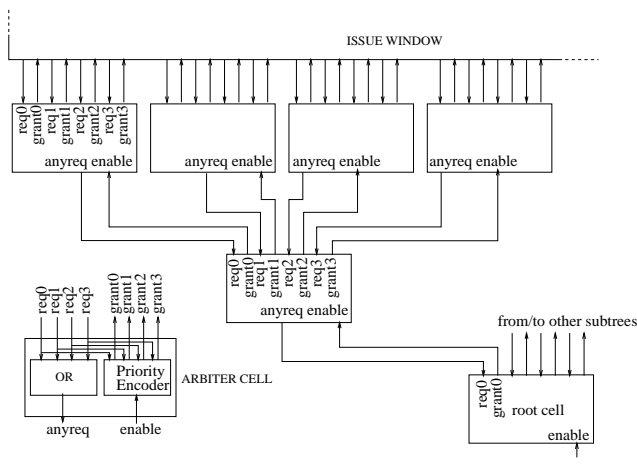 ISSUE WINDOW
req0
grant0
req1
grant1
req2
grant2
req3
grant3
anyreq enable
anyreq enable
anyreq enable
anyreq enable
req0
grant0
req1
grant1
req2
grant2
req3
grant3
anyreq enable
req0
req1
req2
req3
grant0
grant1
grant2
grant3
OR
Priority
Encoder
ARBITER CELL
anyreq
enable
from/to other subtrees
req0
grant0
root cell
enable